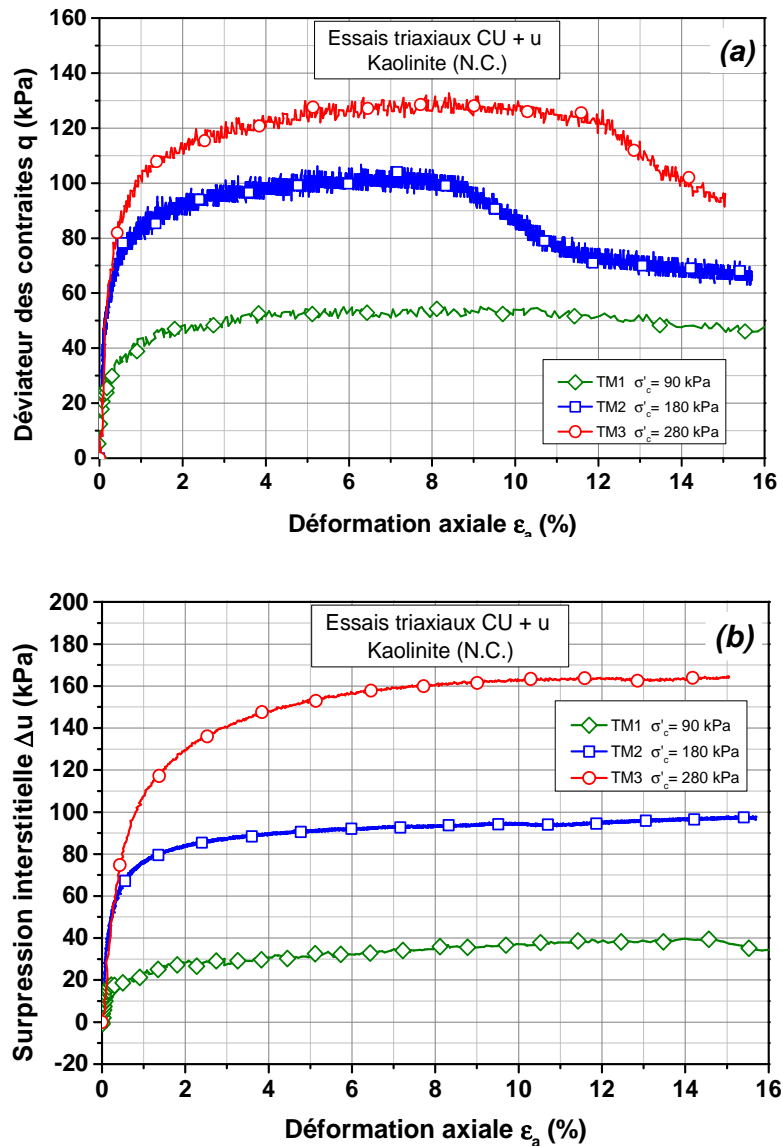 160
140
120
100
80
60
40
20
0
Déviateur des contraites q (kPa)
Essais triaxiaux CU + u
Kaolinite (N.C.)
(a)
TM1 σ'c= 90 kPa
TM2 σ'c= 180 kPa
TM3 σ'c= 280 kPa
0 2 4 6 8 10 12 14 16
Déformation axiale εa (%)
200
180
160
140
120
100
80
60
40
20
0
-20
Surpression interstitielle Δu (kPa)
Essais triaxiaux CU + u
Kaolinite (N.C.)
(b)
TM1 σ'c= 90 kPa
TM2 σ'c= 180 kPa
TM3 σ'c= 280 kPa
0 2 4 6 8 10 12 14 16
Déformation axiale εa (%)